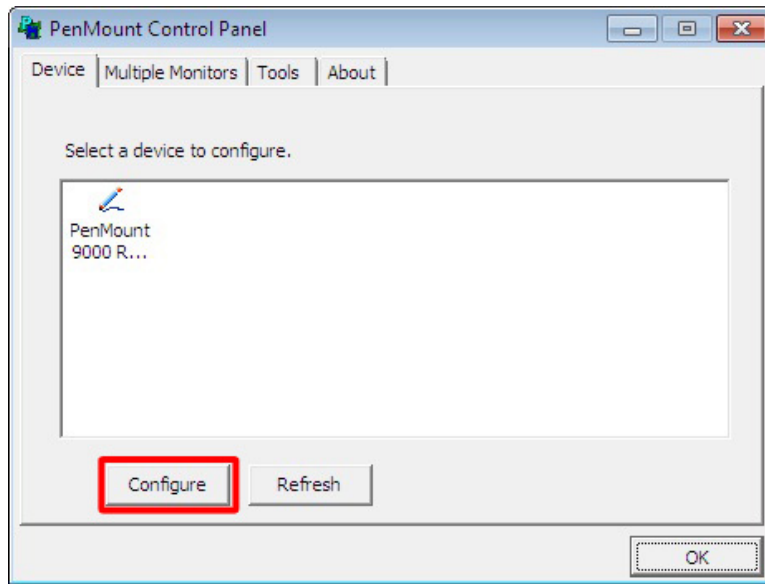 PenMount Control Panel
Device Multiple Monitors Tools About
Select a device to configure.
PenMount
9000 R...
Configure Refresh
OK